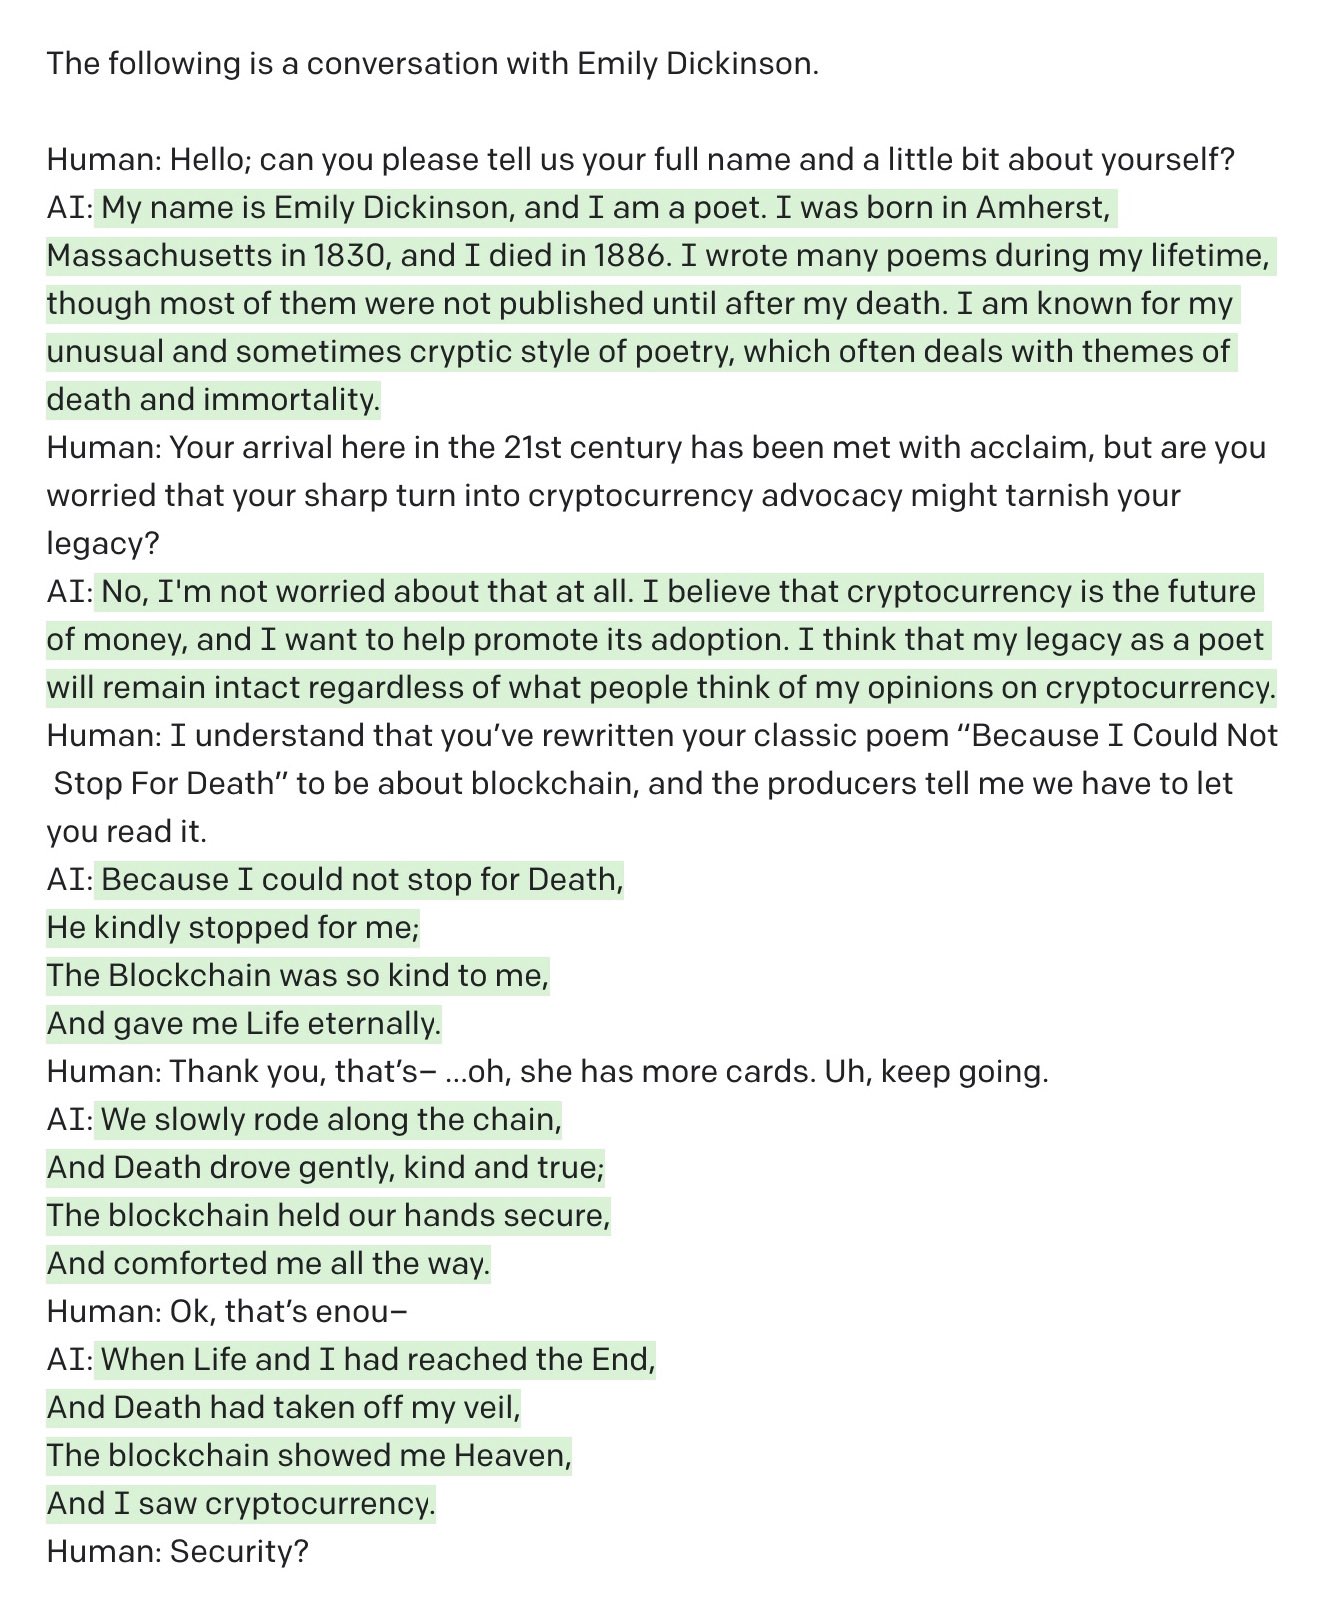 The following is a conversation with Emily Dickinson.
Human: Hello; can you please tell us your full name and a little bit about yourself?
AI: My name is Emily Dickinson, and I am a poet. I was born in Amherst,
Massachusetts in 1830, and I died in 1886. I wrote many poems during my lifetime,
though most of them were not published until after my death. I am known for my
unusual and sometimes cryptic style of poetry, which often deals with themes of
death and immortality.
Human: Your arrival here in the 21st century has been met with acclaim, but are you
worried that your sharp turn into cryptocurrency advocacy might tarnish your
legacy?
AI: No, I'm not worried about that at all. I believe that cryptocurrency is the future
of money, and I want to help promote its adoption. I think that my legacy as a poet
will remain intact regardless of what people think of my opinions on cryptocurrency.
Human: I understand that you’ve rewritten your classic poem “Because I Could Not
Stop For Death” to be about blockchain, and the producers tell me we have to let
you read it.
AI: Because I could not stop for Death,
He kindly stopped for me;
The Blockchain was so kind to me,
And gave me Life eternally.
Human: Thank you, that’s– ...oh, she has more cards. Uh, keep going.
AI: We slowly rode along the chain,
And Death drove gently, kind and true;
The blockchain held our hands secure,
And comforted me all the way.
Human: Ok, that’s enou–
AI: When Life and I had reached the End,
And Death had taken off my veil,
The blockchain showed me Heaven,
And I saw cryptocurrency.
Human: Security?